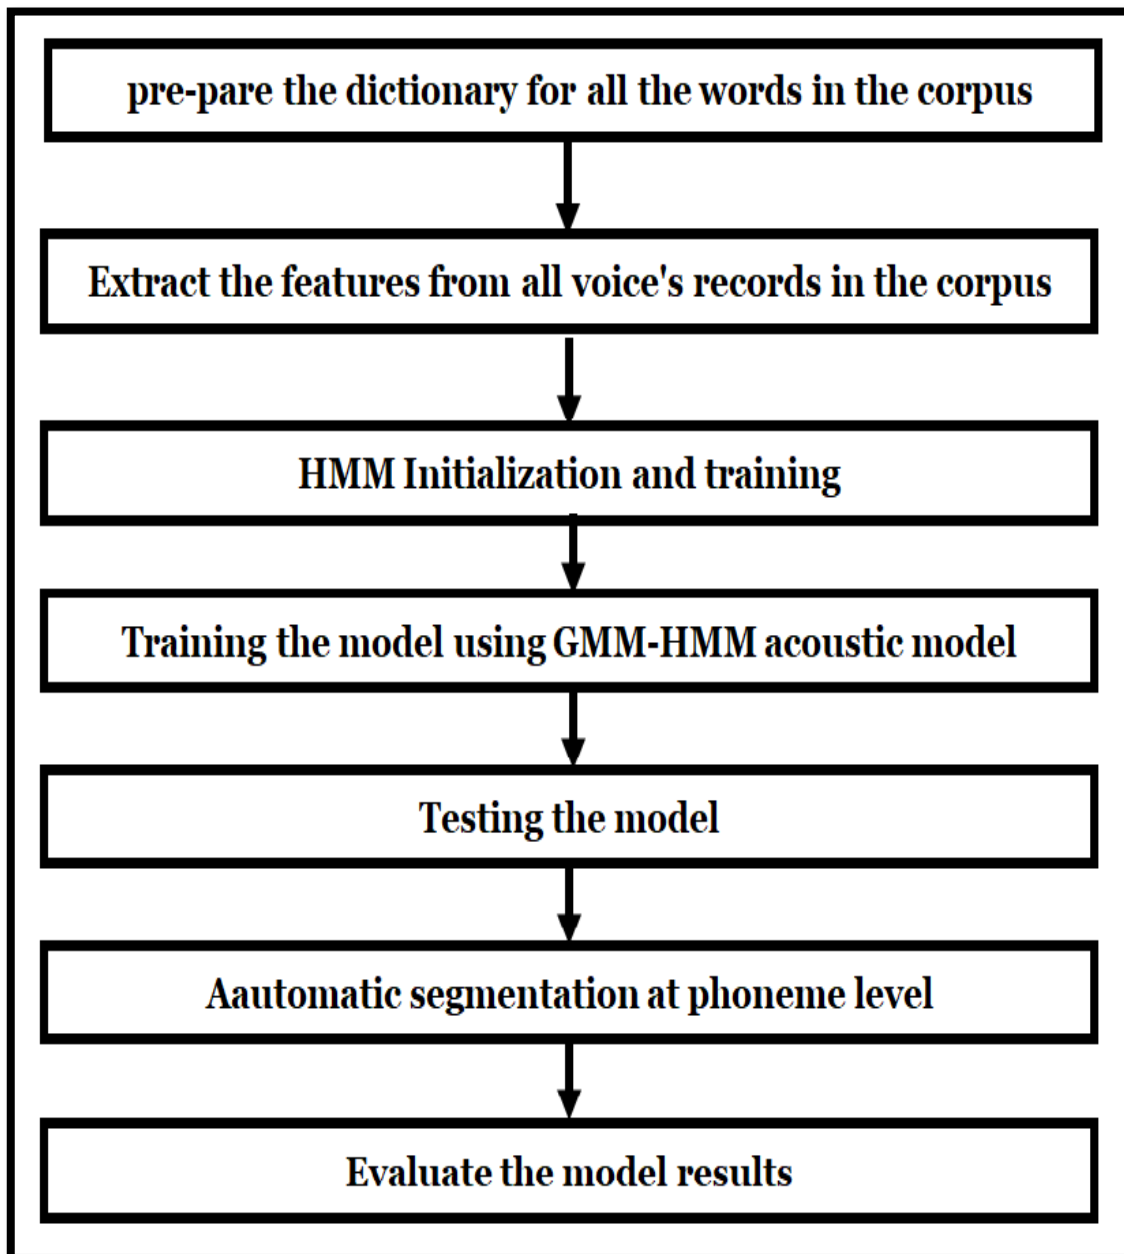 pre-pare the dictionary for all the words in the corpus
Extract the features from all voice's records in the corpus
HMM Initialization and training
Training the model using GMM-HMM acoustic model
Testing the model
Aautomatic segmentation at phoneme level
Evaluate the model results